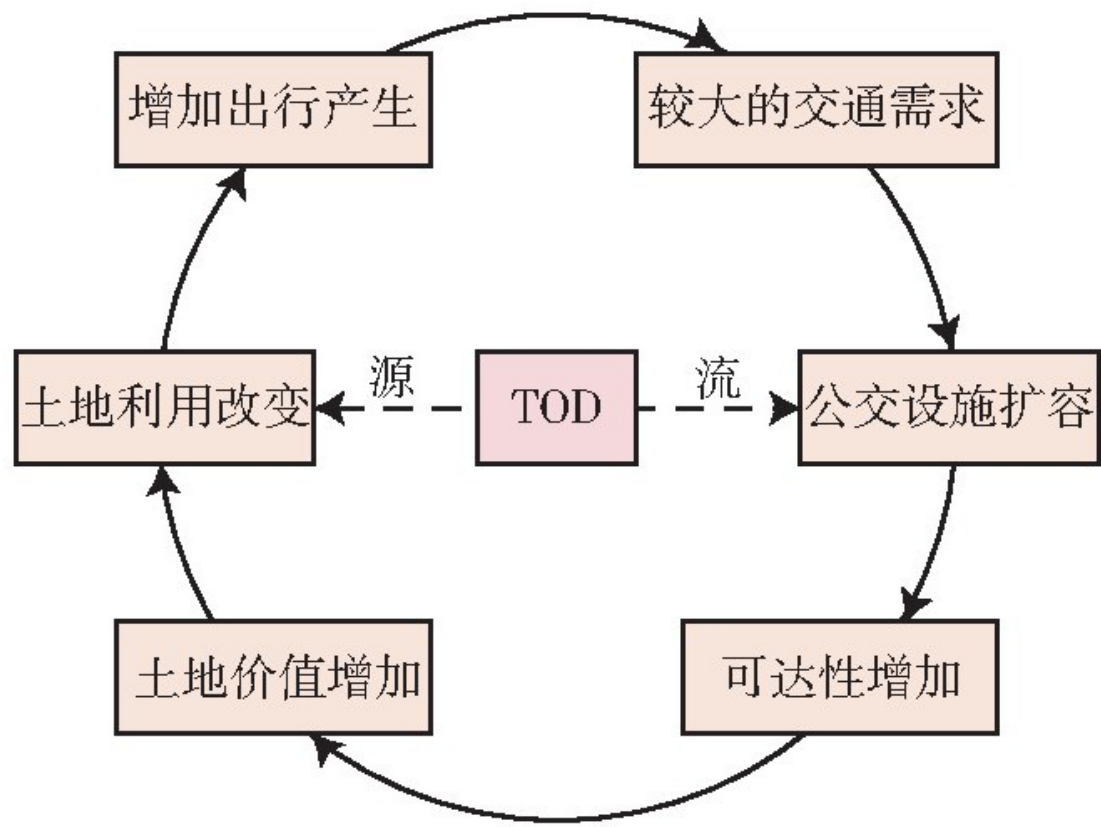 增加出行产生
较大的交通需求
土地利用改变
源
TOD
流
公交设施扩容
土地价值增加
可达性增加